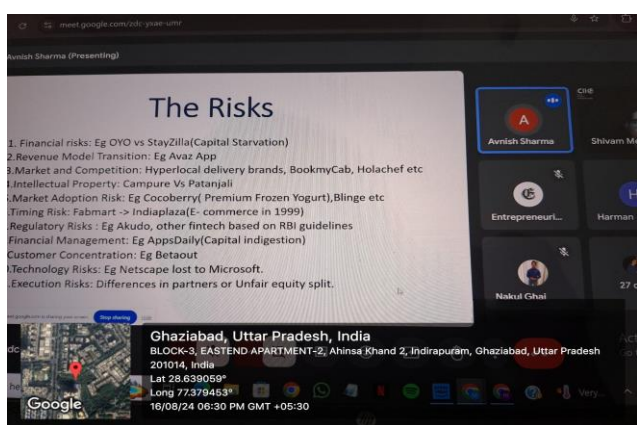 meet.google.com/zdc-yxae-umr
Avnish Sharma (Presenting)
The Risks
1. Financial risks: Eg OYO vs StayZilla(Capital Starvation)
2.Revenue Model Transition: Eg Avaz App
3.Market and Competition: Hyperlocal delivery brands, BookmyCab, Holachef etc
.Intellectual Property: Campure Vs Patanjali
.Market Adoption Risk: Eg Cocoberry( Premium Frozen Yogurt),Blinge etc
.Timing Risk: Fabmart -> Indiaplaza(E- commerce in 1999)
.Regulatory Risks : Eg Akudo, other fintech based on RBI guidelines
Financial Management: Eg AppsDaily(Capital indigestion)
Customer Concentration: Eg Betaout
.Technology Risks: Eg Netscape lost to Microsoft.
.Execution Risks: Differences in partners or Unfair equity split.
Stop sharing
A
Avnish Sharma
Shivam M
Entrepreneuri...
H
Harman
Nakul Ghai
27 o
Ghaziabad, Uttar Pradesh, India
BLOCK-3, EASTEND APARTMENT-2, Ahinsa Khand 2, Indirapuram, Ghaziabad, Uttar Pradesh
201014, India
Lat 28.639059°
Long 77.379453°
16/08/24 06:30 PM GMT +05:30
Google
Very...